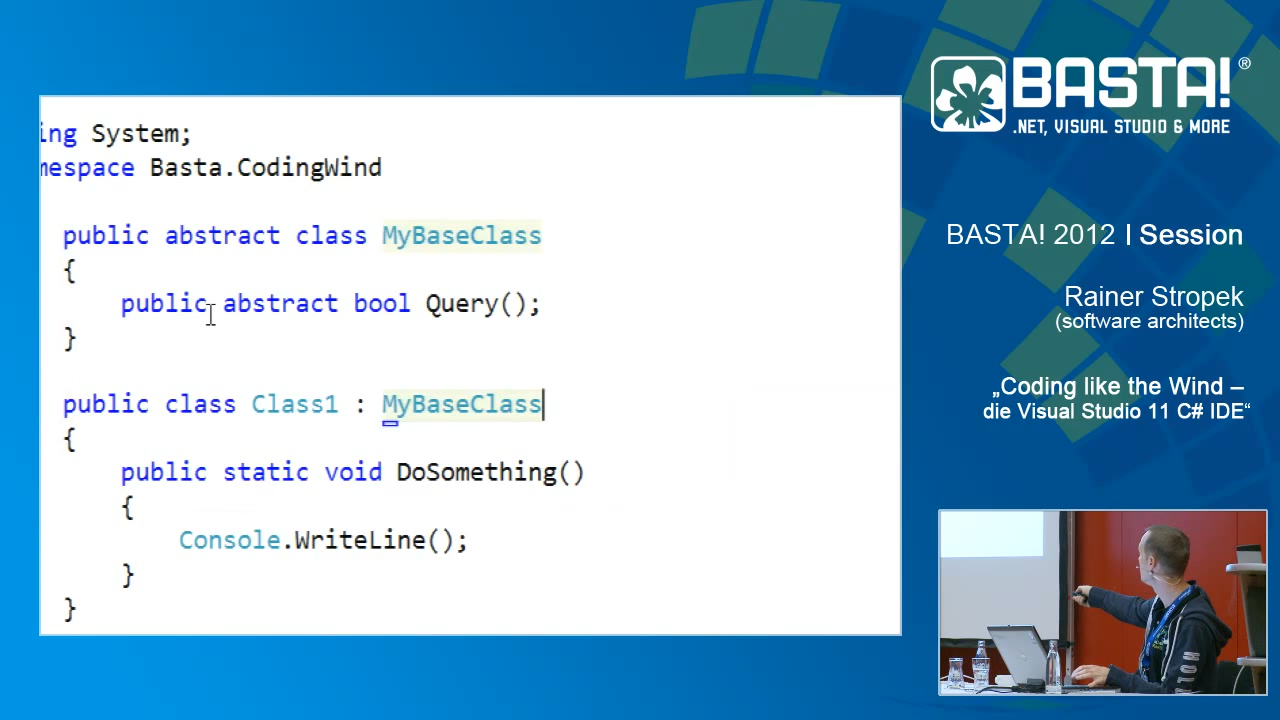 ing System;
mespace Basta.CodingWind
public abstract class MyBaseClass
{
public abstract bool Query();
}
public class Class1 : MyBaseClass
{
public static void DoSomething()
{
Console.WriteLine();
}
}
BASTA!®
.NET, VISUAL STUDIO & MORE
BASTA! 2012 I Session
Rainer Stropek
(software architects)
„Coding like the Wind –
die Visual Studio 11 C# IDE“